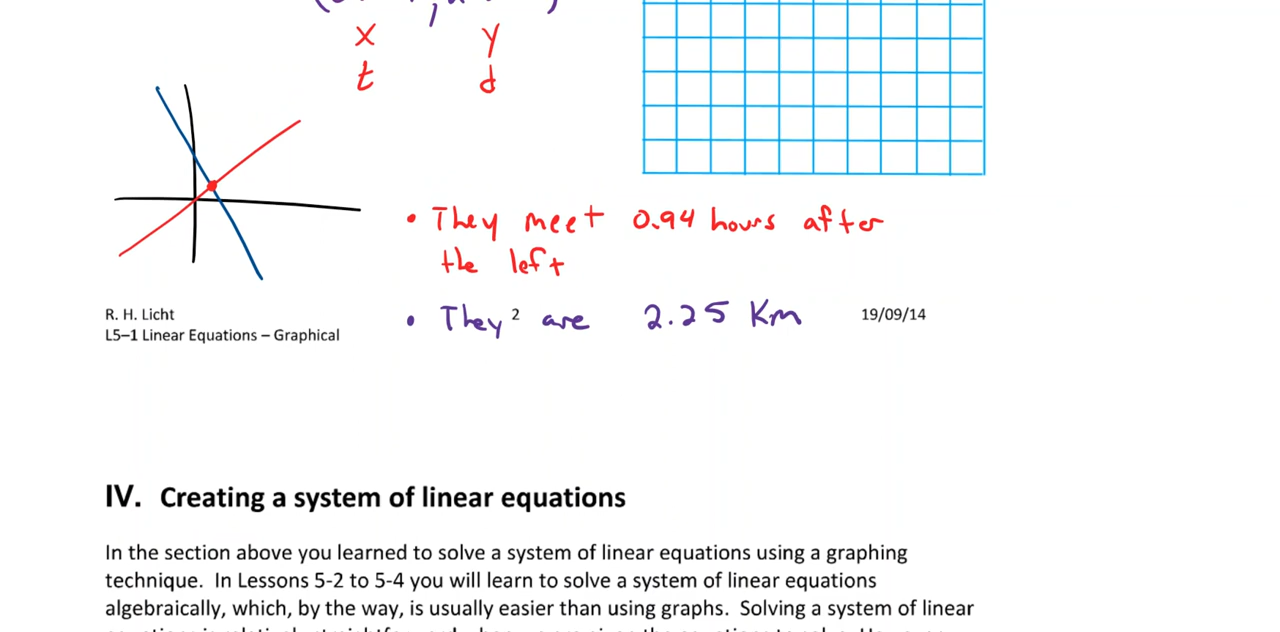 x y
t d
• They meet 0.94 hours after
the left
R. H. Licht
L5–1 Linear Equations – Graphical
• They are 2.25 Km
2
19/09/14
IV. Creating a system of linear equations
In the section above you learned to solve a system of linear equations using a graphing
technique. In Lessons 5-2 to 5-4 you will learn to solve a system of linear equations
algebraically, which, by the way, is usually easier than using graphs. Solving a system of linear